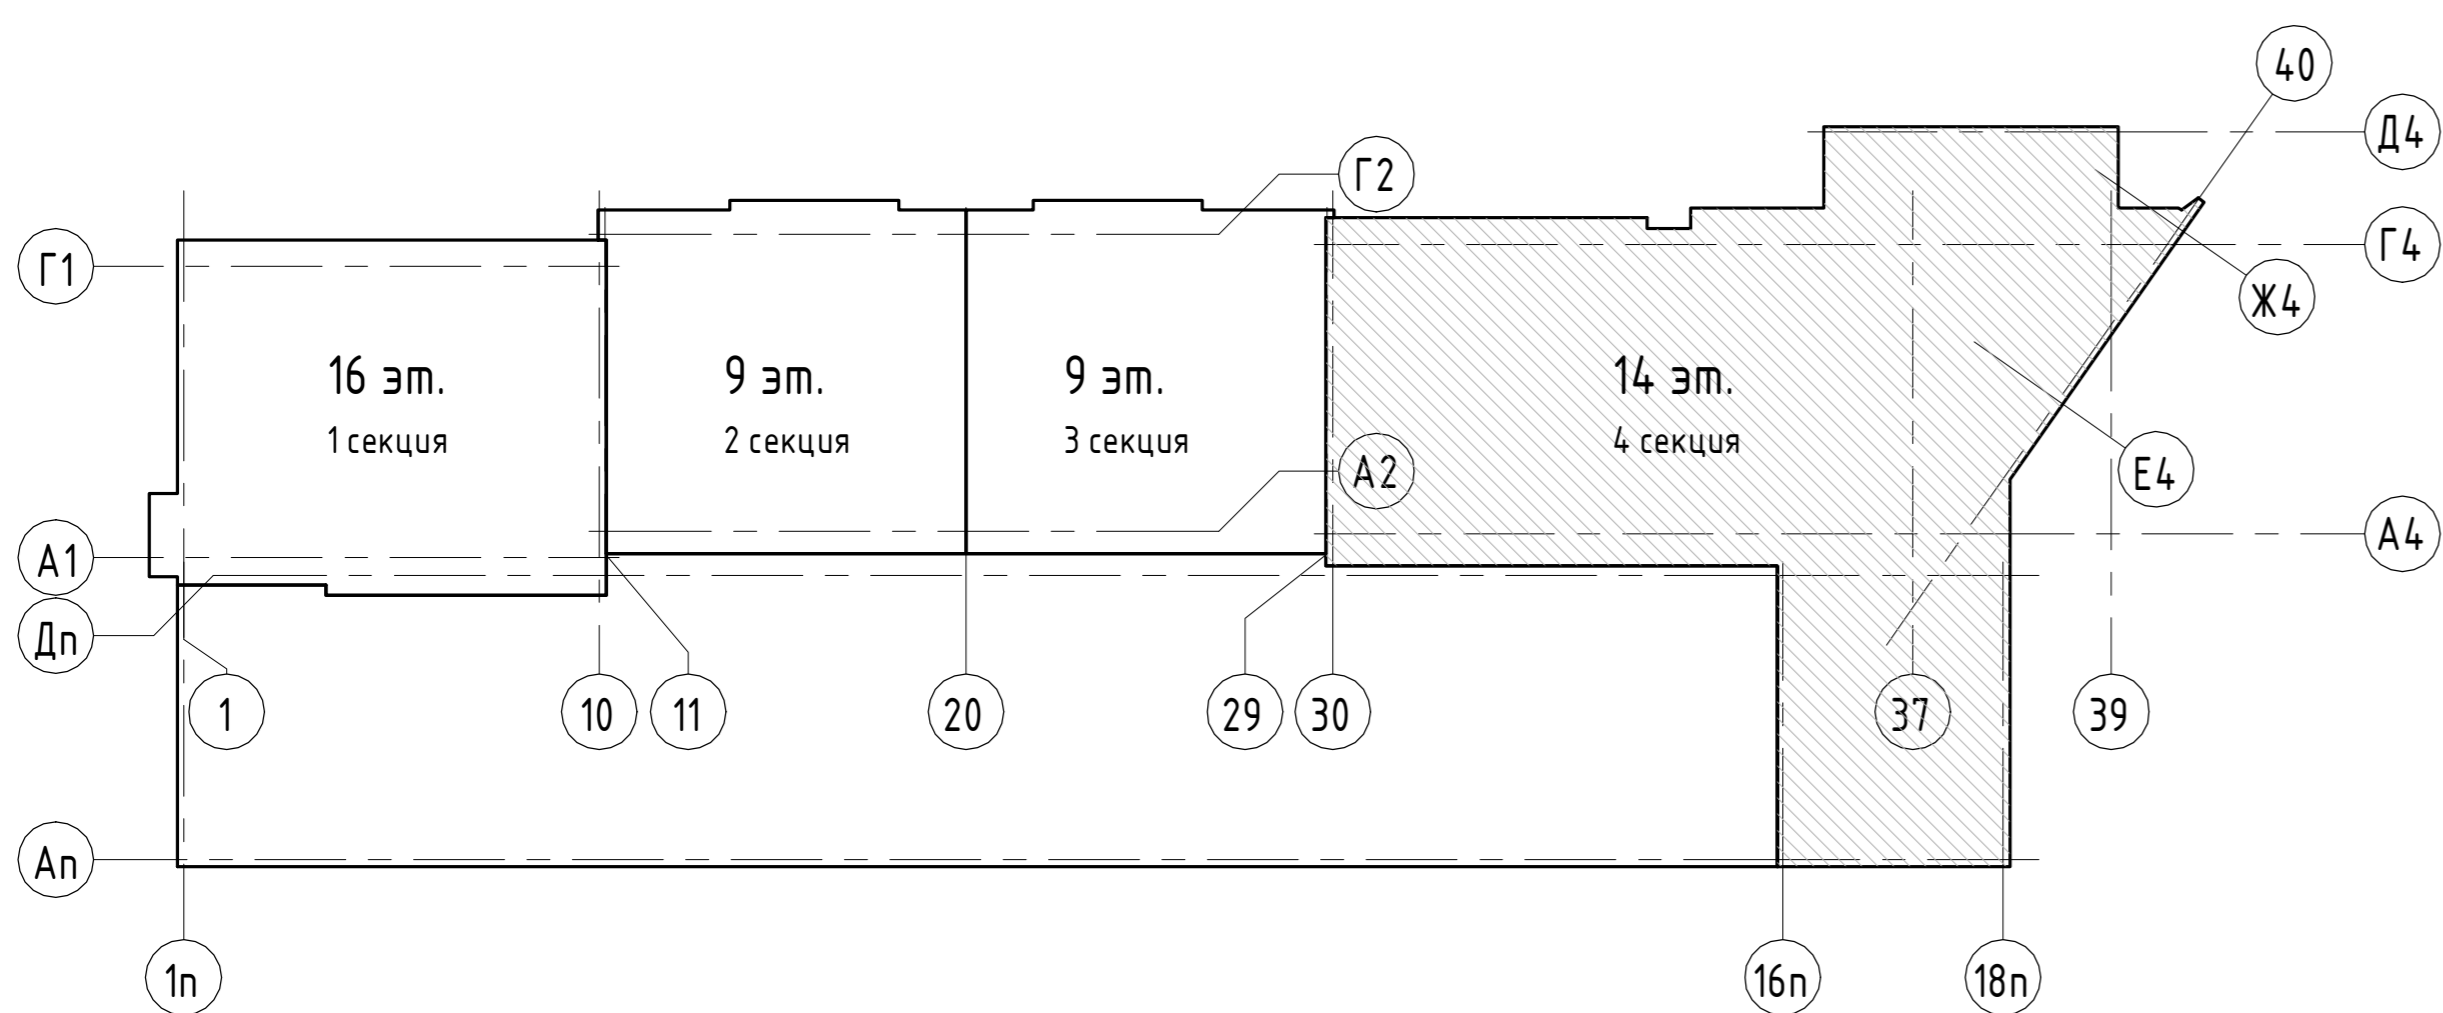 40
Д4
Г2
Г4
Г1
Ж4
16 эт.
1 секция
9 эт.
2 секция
9 эт.
3 секция
14 эт.
4 секция
А2
Е4
А1
А4
Дп
1
10
11
20
29
30
37
39
Ап
1п
16п
18п